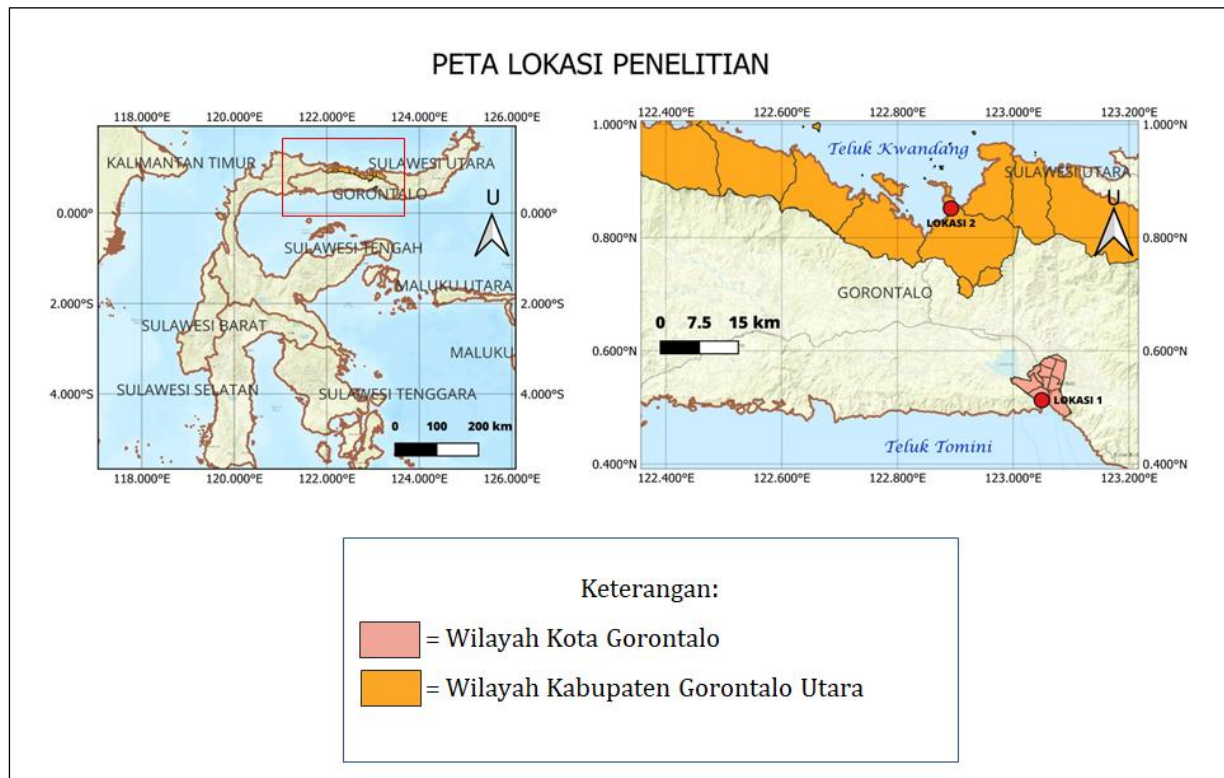 PETA LOKASI PENELITIAN
118.000°E 120.000°E 122.000°E 124.000°E 126.000°E
KALIMANTAN TIMUR
SULAWESI UTARA
GORONTALO
0.000°
0.000°
U
SULAWESI TENGAH
MALUKU UTARA
2.000°S
2.000°S
SULAWESI BARAT
MALUKU
SULAWESI SELATAN
SULAWESI TENGGARA
4.000°S
4.000°S
0 100 200 km
118.000°E 120.000°E 122.000°E 124.000°E 126.000°E
122.400°E 122.600°E 122.800°E 123.000°E 123.200°E
1.000°N
1.000°N
Teluk Kwandang
SULAWESI UTARA
U
LOKASI 2
0.800°N
0.800°N
GORONTALO
0 7.5 15 km
0.600°N
0.600°N
LOKASI 1
Teluk Tomini
0.400°N
0.400°N
122.400°E 122.600°E 122.800°E 123.000°E 123.200°E
Keterangan:
= Wilayah Kota Gorontalo
= Wilayah Kabupaten Gorontalo Utara